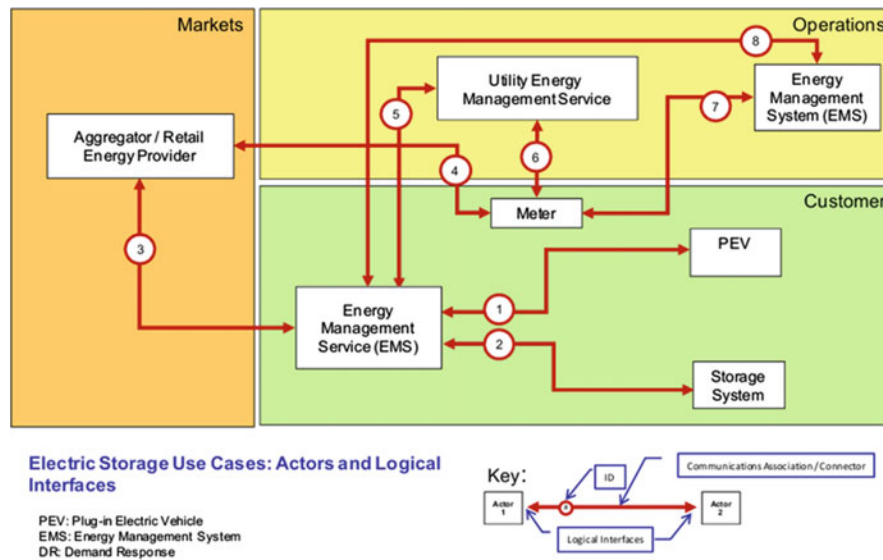 Markets
Operations
8
Utility Energy
Management Service
Energy
Management
System (EMS)
5
7
Aggregator / Retail
Energy Provider
4
6
Customer
Meter
3
PEV
Energy
Management
Service (EMS)
1
2
Storage
System
Electric Storage Use Cases: Actors and Logical
Interfaces
Key:
ID
Communications Association / Connector
Actor
1
#
Actor
2
Logical Interfaces
PEV: Plug-in Electric Vehicle
EMS: Energy Management System
DR: Demand Response